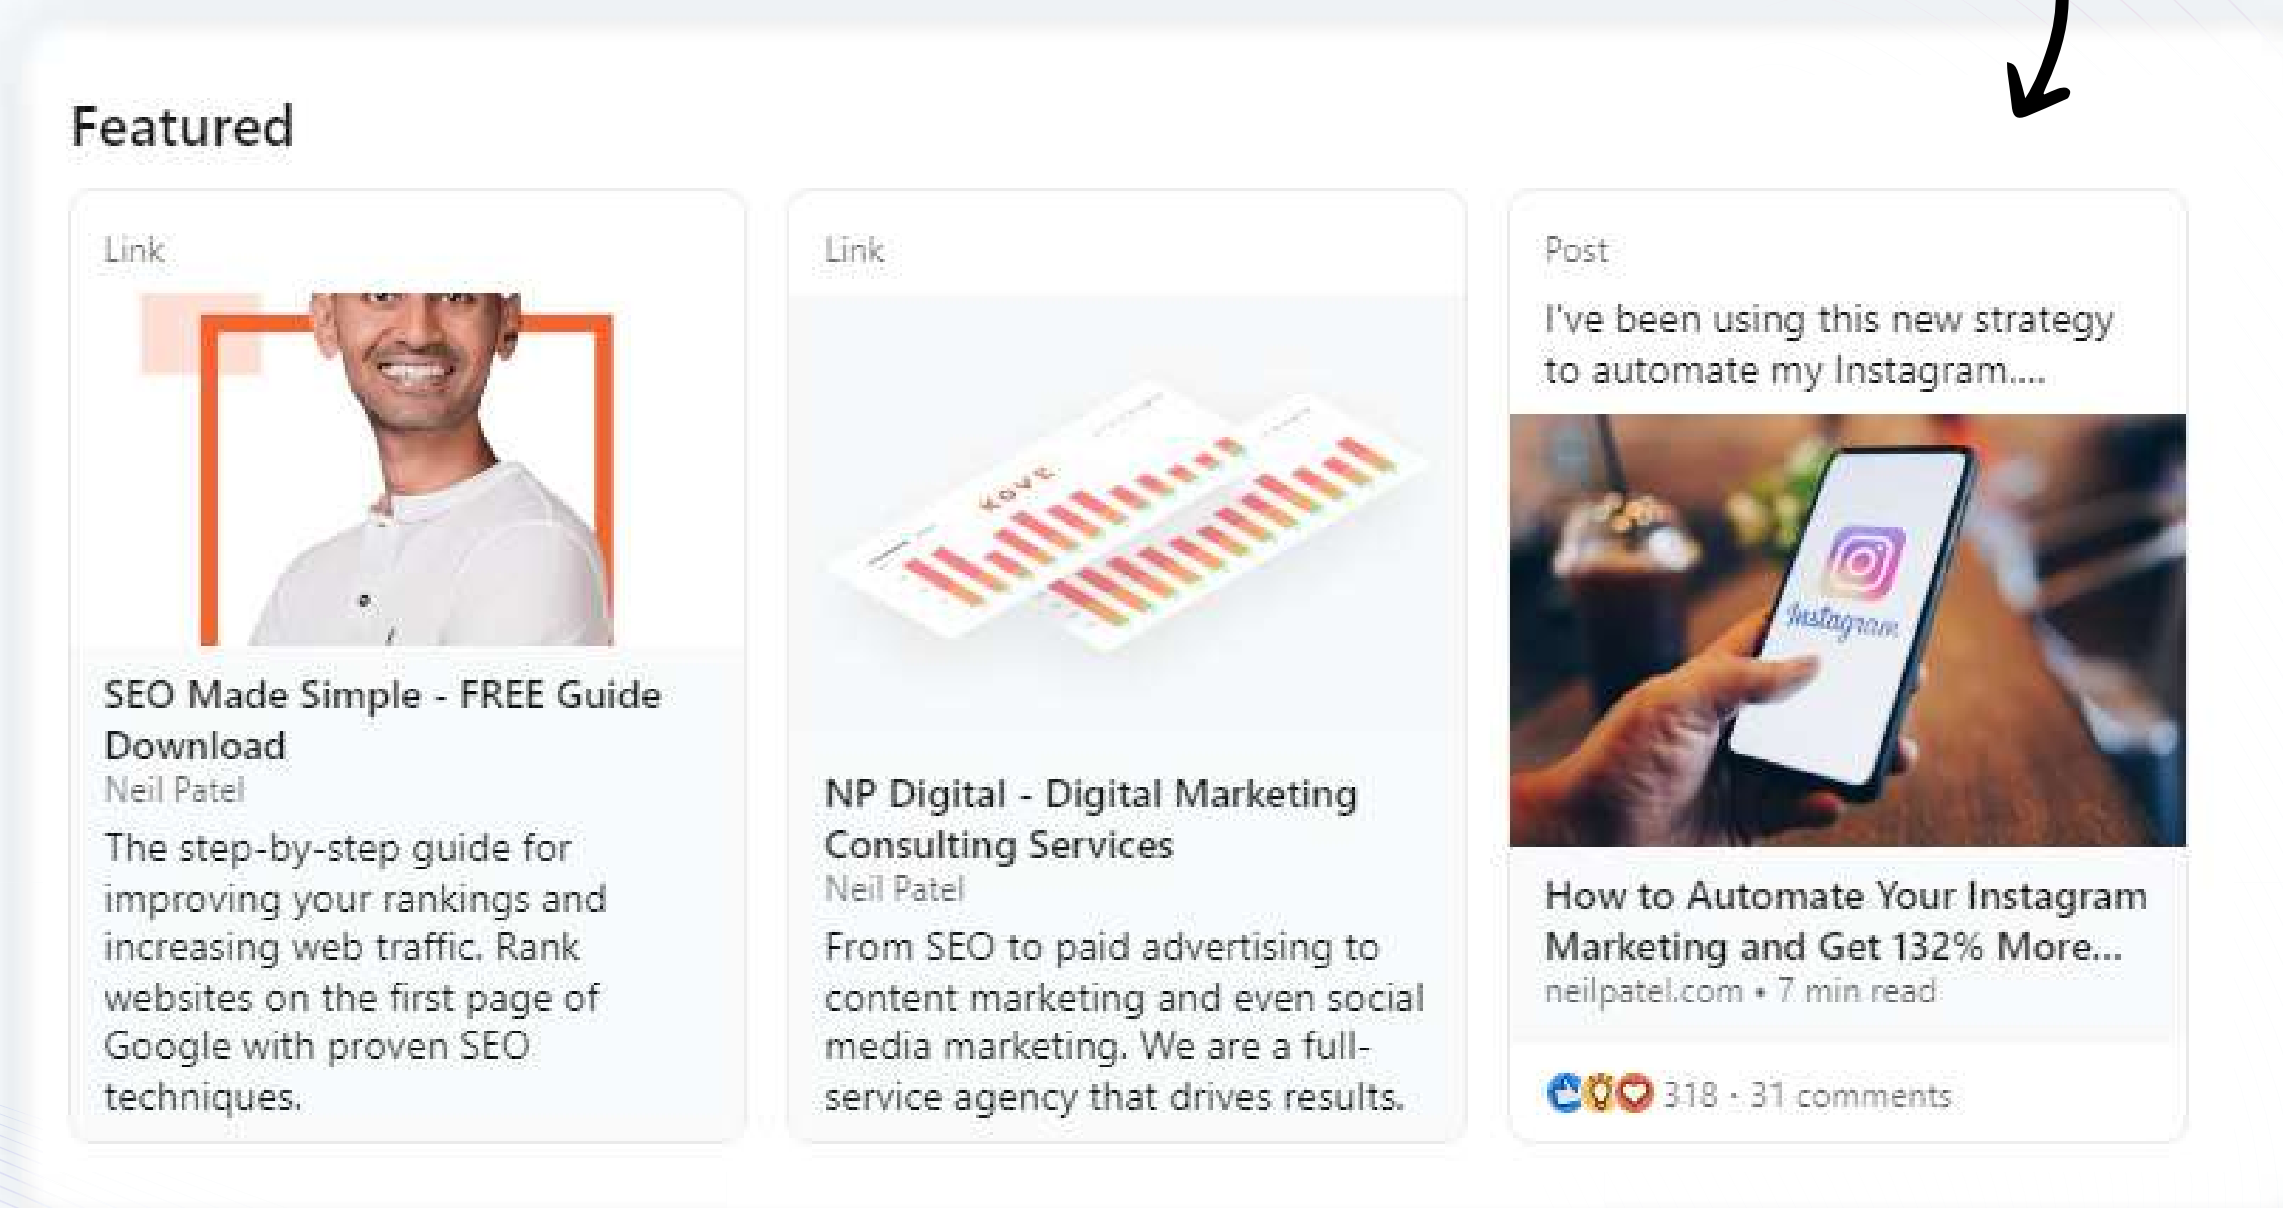 Featured
Link
SEO Made Simple - FREE Guide
Download
Neil Patel
The step-by-step guide for
improving your rankings and
increasing web traffic. Rank
websites on the first page of
Google with proven SEO
techniques.
Link
KOVE
NP Digital - Digital Marketing
Consulting Services
Neil Patel
From SEO to paid advertising to
content marketing and even social
media marketing. We are a full-
service agency that drives results.
Post
I've been using this new strategy
to automate my Instagram....
Instagram
How to Automate Your Instagram
Marketing and Get 132% More...
neilpatel.com • 7 min read
318 · 31 comments